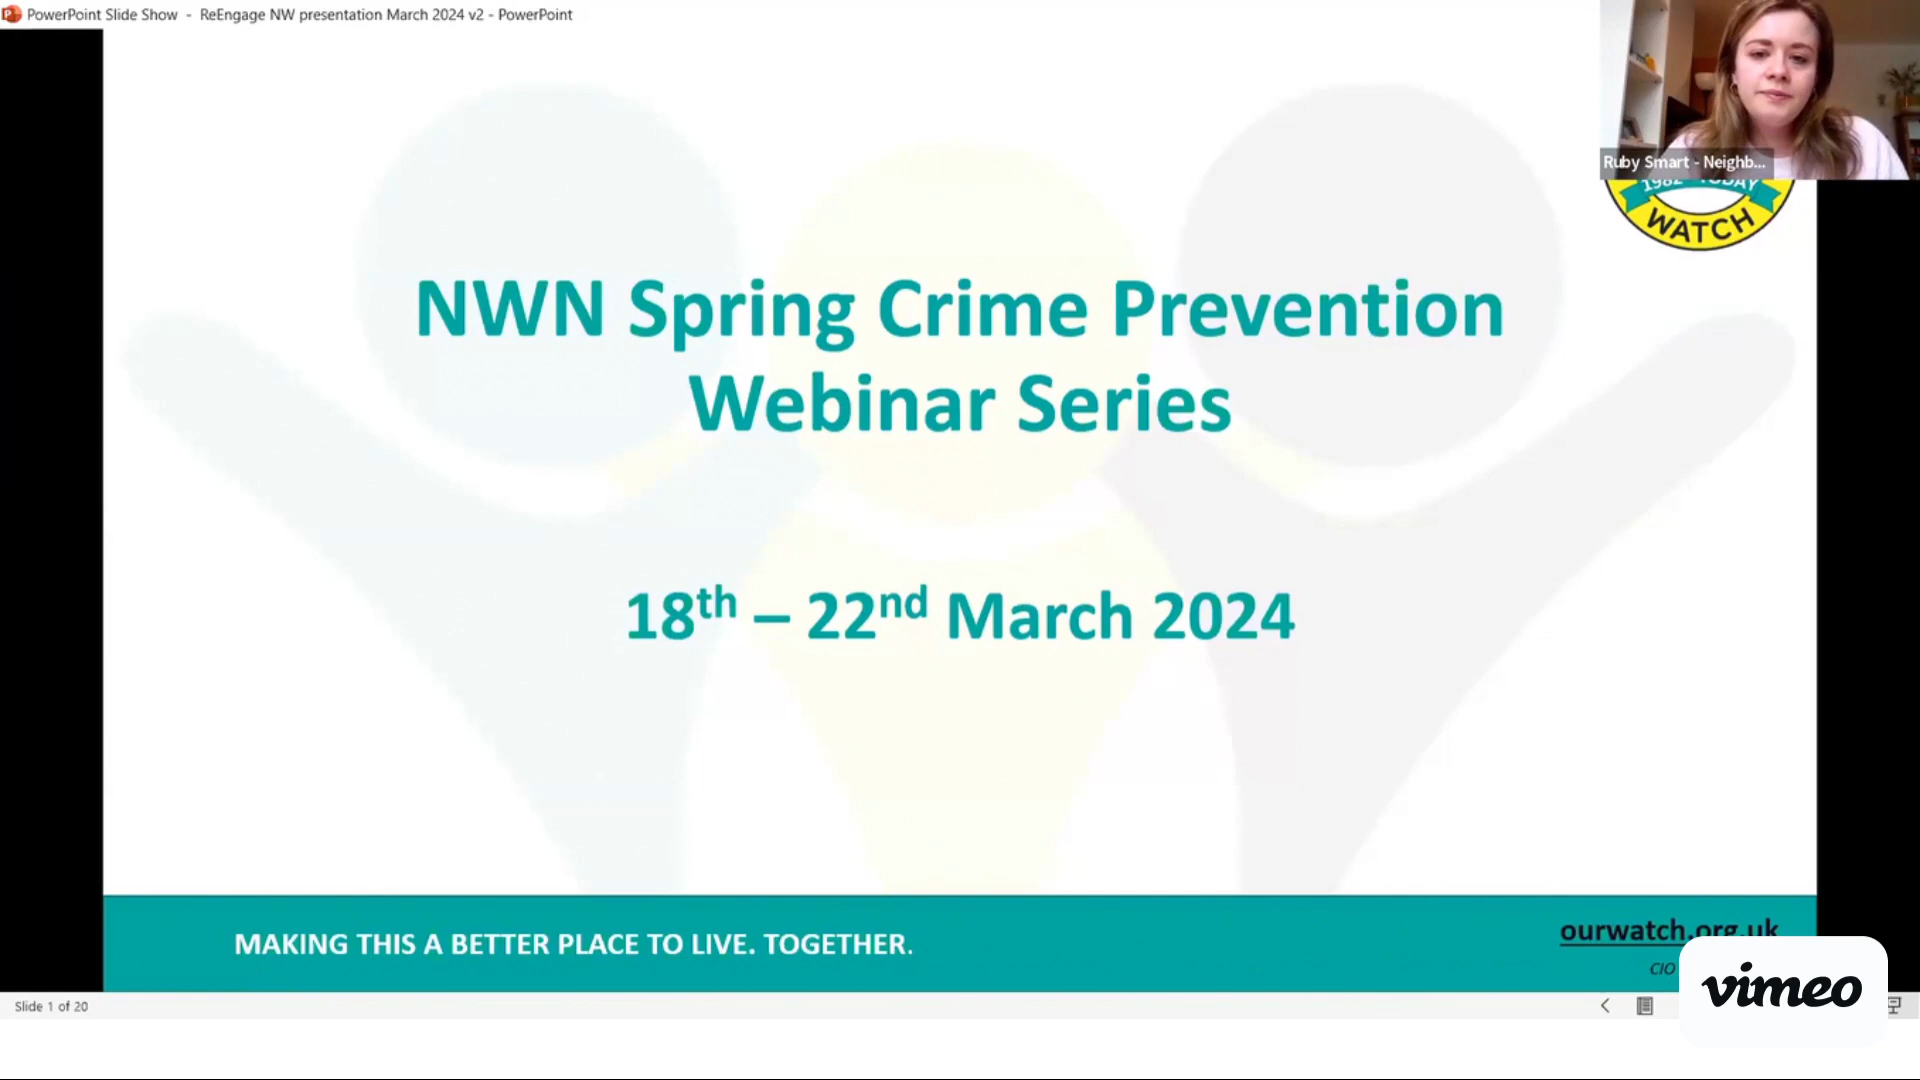 PowerPoint Slide Show - ReEngage NW presentation March 2024 v2 - PowerPoint
Ruby Smart - Neighb...
WATCH
NWN Spring Crime Prevention
Webinar Series
18th – 22nd March 2024
MAKING THIS A BETTER PLACE TO LIVE. TOGETHER.
ourwatch.org.uk
CIO
vimeo
Slide 1 of 20